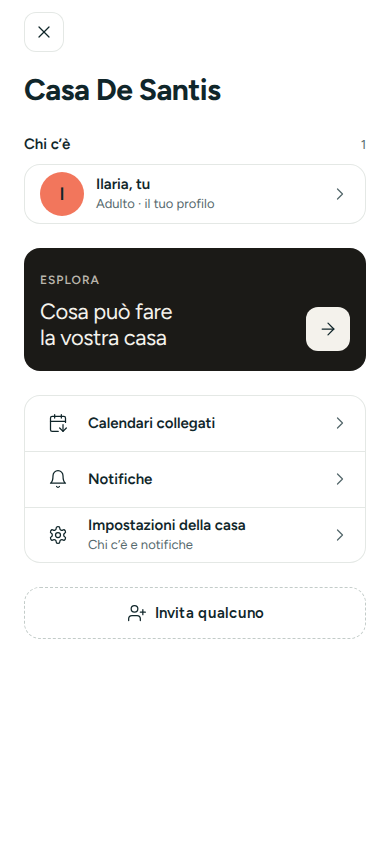 Casa De Santis
Chi c’è
1
I
Ilaria, tu
Adulto · il tuo profilo
ESPLORA
Cosa può fare
la vostra casa
Calendari collegati
Notifiche
Impostazioni della casa
Chi c’è e notifiche
Invita qualcuno